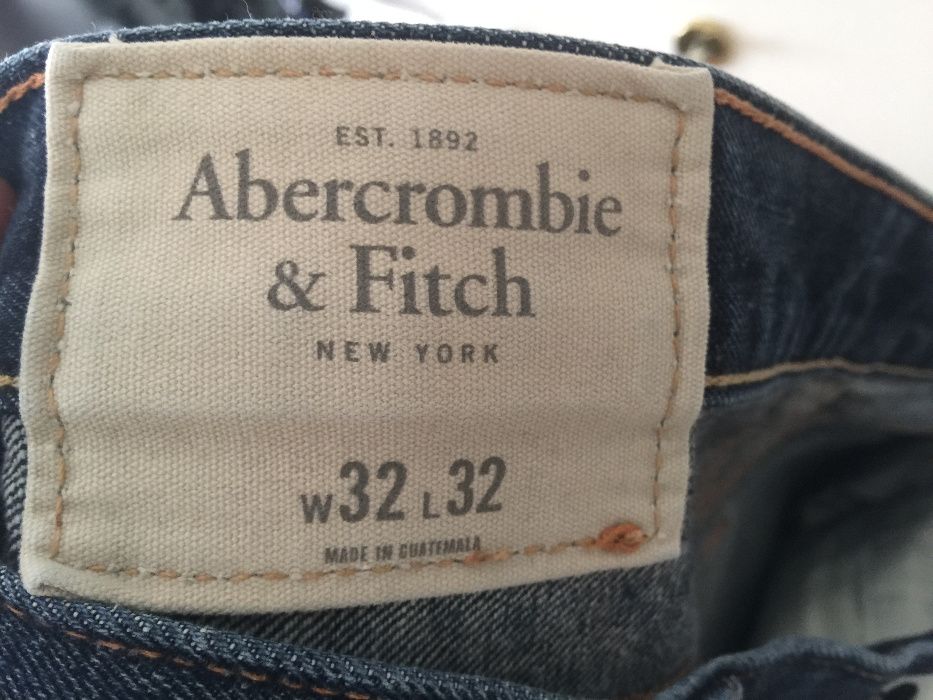 EST. 1892
Abercrombie
& Fitch
NEW YORK
W32 L32
MADE IN GUATEMALA